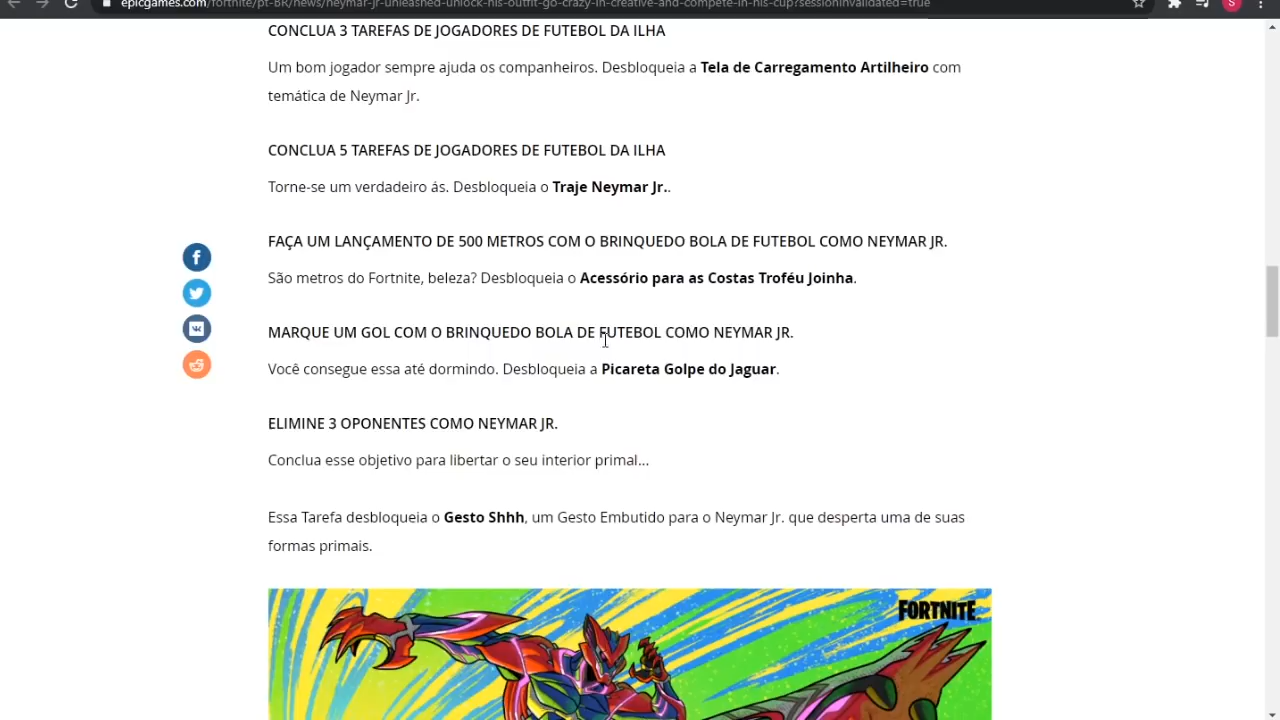 epicgames.com/fortnite/pt-BR/news/neymar-jr-unleashed-unlock-his-outfit-go-crazy-in-creative-and-compete-in-his-cup?sessioninvalidated=true
S
CONCLUA 3 TAREFAS DE JOGADORES DE FUTEBOL DA ILHA
Um bom jogador sempre ajuda os companheiros. Desbloqueia a Tela de Carregamento Artilheiro com
temática de Neymar Jr.
CONCLUA 5 TAREFAS DE JOGADORES DE FUTEBOL DA ILHA
Torne-se um verdadeiro ás. Desbloqueia o Traje Neymar Jr..
FAÇA UM LANÇAMENTO DE 500 METROS COM O BRINQUEDO BOLA DE FUTEBOL COMO NEYMAR JR.
São metros do Fortnite, beleza? Desbloqueia o Acessório para as Costas Troféu Joinha.
MARQUE UM GOL COM O BRINQUEDO BOLA DE FUTEBOL COMO NEYMAR JR.
Você consegue essa até dormindo. Desbloqueia a Picareta Golpe do Jaguar.
ELIMINE 3 OPONENTES COMO NEYMAR JR.
Conclua esse objetivo para libertar o seu interior primal...
Essa Tarefa desbloqueia o Gesto Shhh, um Gesto Embutido para o Neymar Jr. que desperta uma de suas
formas primais.
FORTNITE